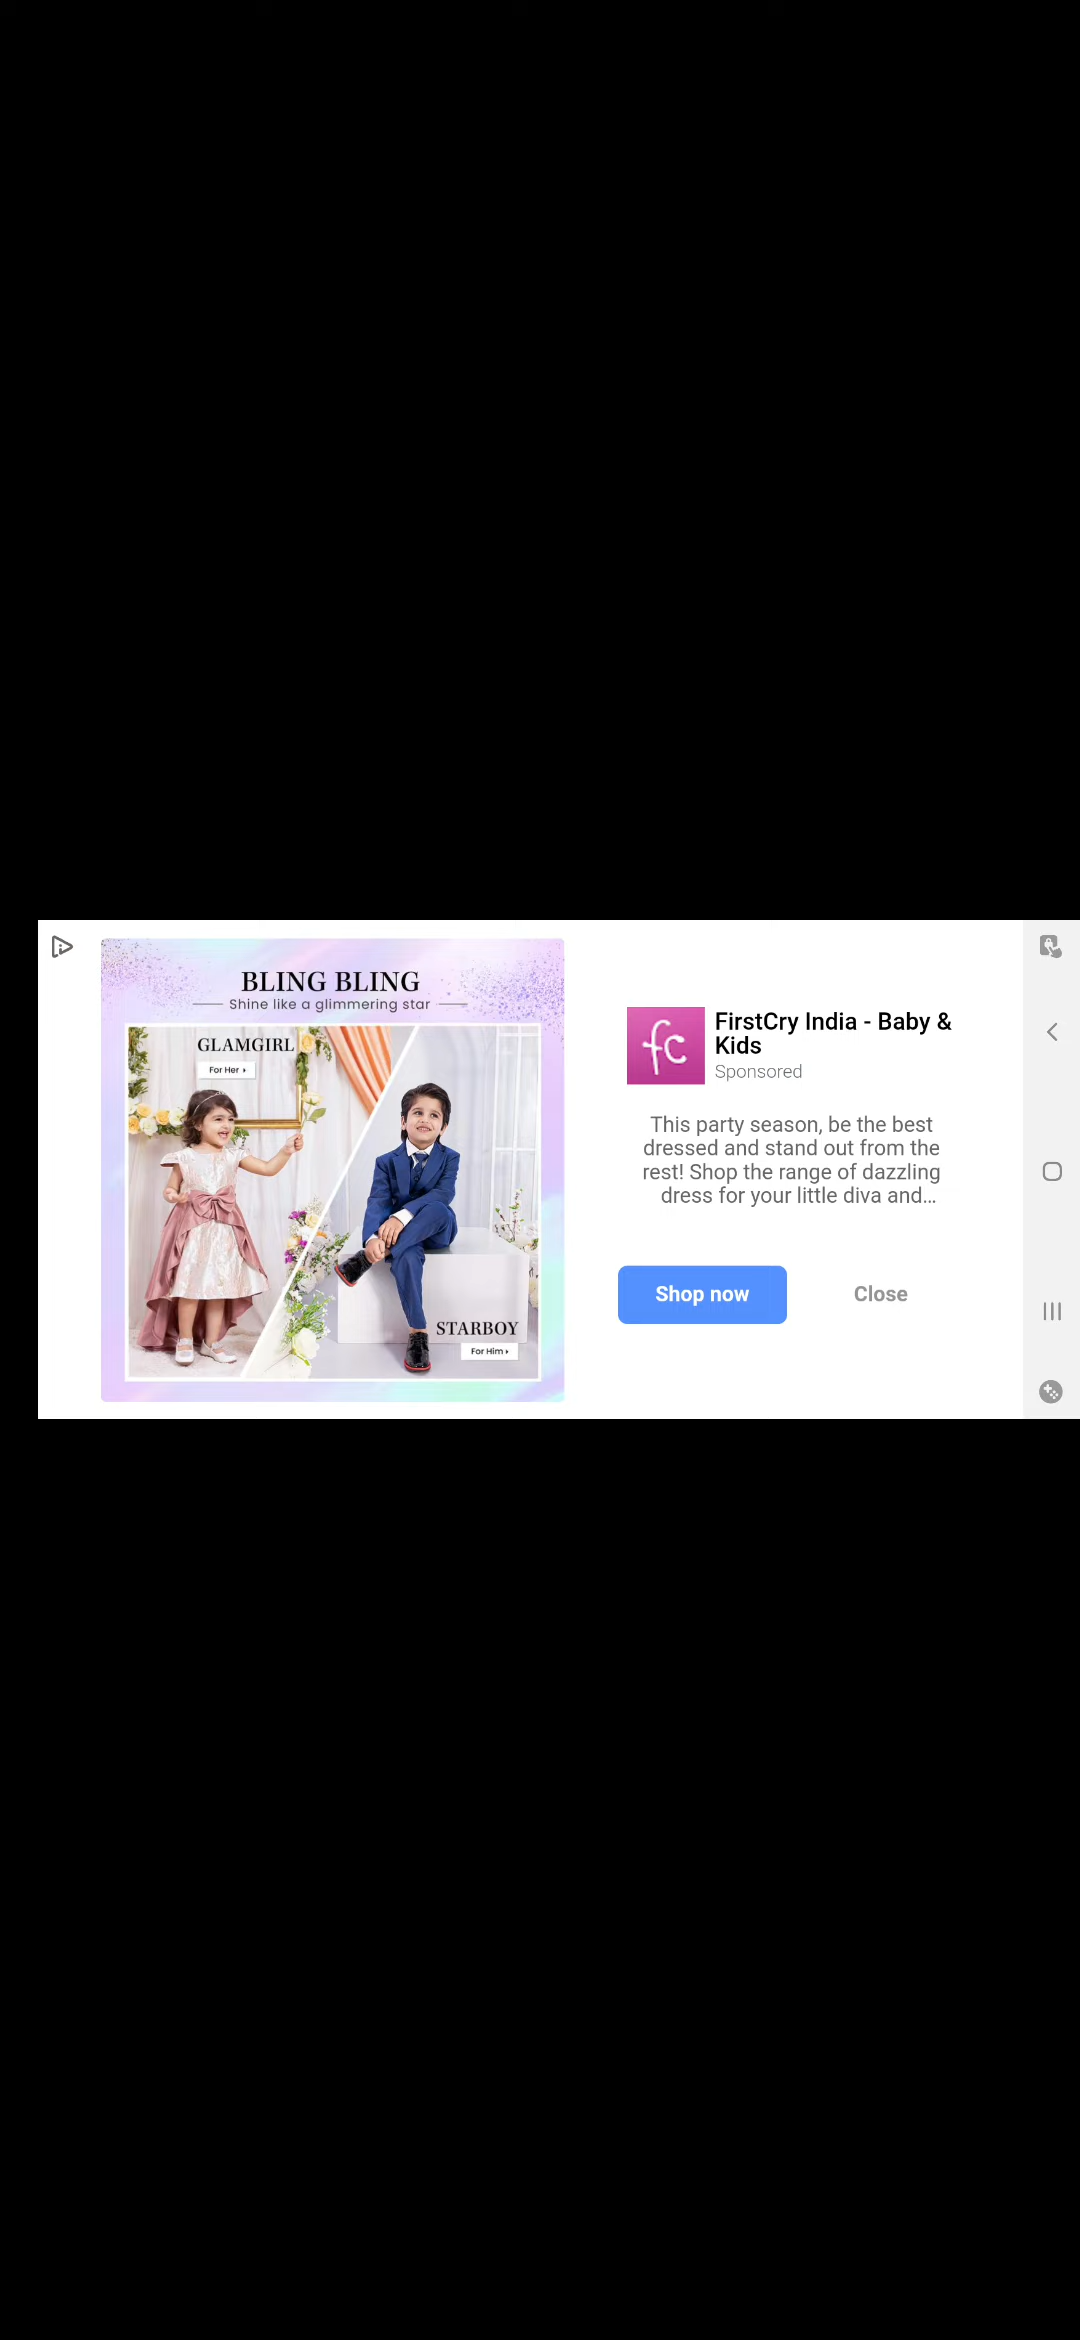 BLING BLING
Shine like a glimmering star
GLAMGIRL
For Her
STARBOY
For Him
fc
FirstCry India - Baby &
Kids
Sponsored
This party season, be the best
dressed and stand out from the
rest! Shop the range of dazzling
dress for your little diva and...
Shop now
Close